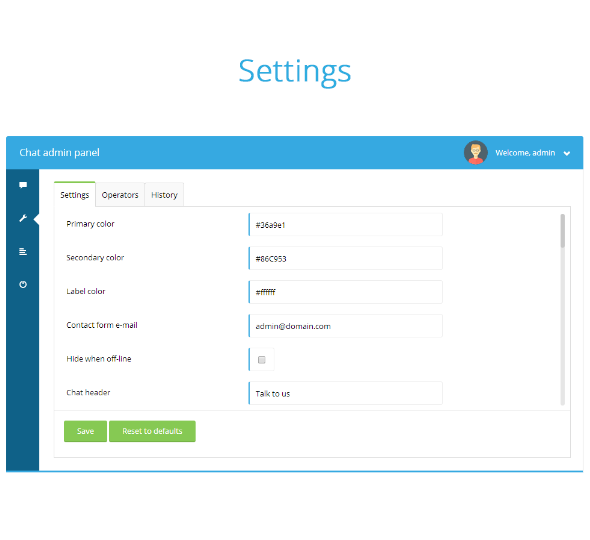 Settings
Chat admin panel
Welcome, admin
Settings Operators History
Primary color #36a9e1
Secondary color #86C953
Label color #ffffff
Contact form e-mail admin@domain.com
Hide when off-line
Chat header Talk to us
Save Reset to defaults